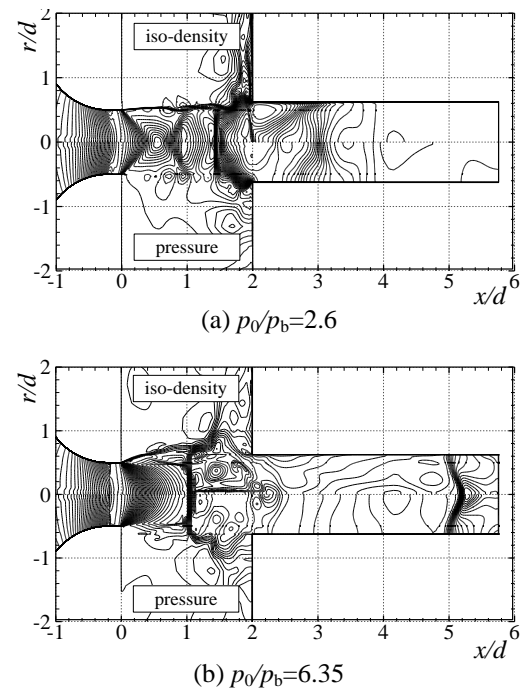 r/d
2
iso-density
1
0
-1
pressure
-2
-1 0 1 2 3 4 5 6
x/d
(a) p₀/p_b=2.6
r/d
2
iso-density
1
0
-1
pressure
-2
-1 0 1 2 3 4 5 6
x/d
(b) p₀/p_b=6.35